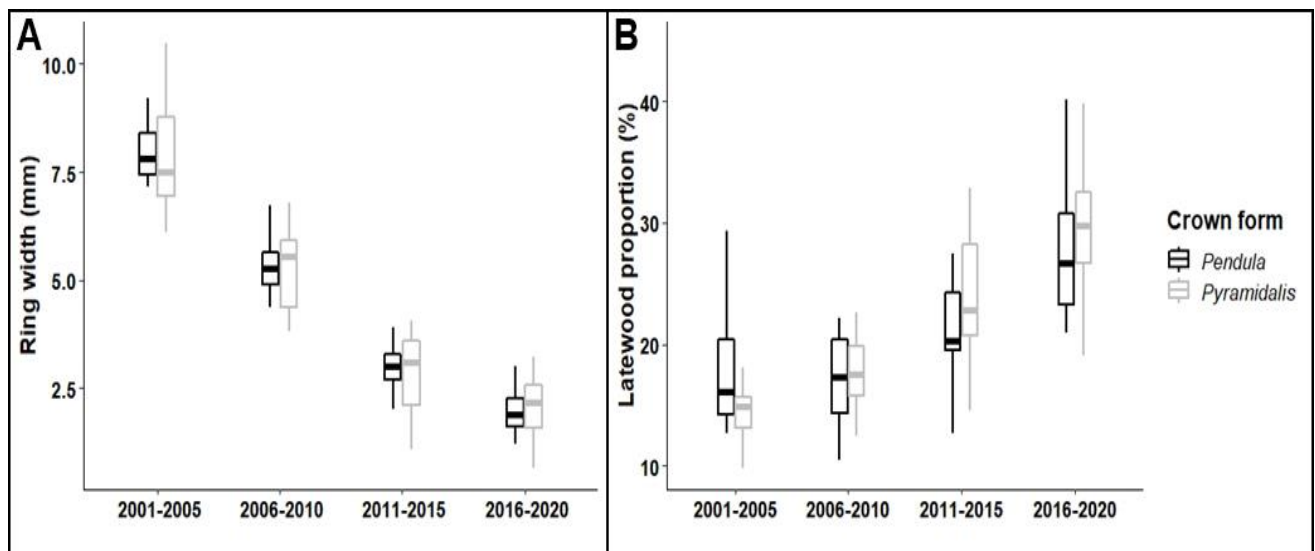 A
Ring width (mm)
10.0
7.5
5.0
2.5
2001-2005 2006-2010 2011-2015 2016-2020
B
Latewood proportion (%)
40
30
20
10
2001-2005 2006-2010 2011-2015 2016-2020
Crown form
Pendula
Pyramidalis